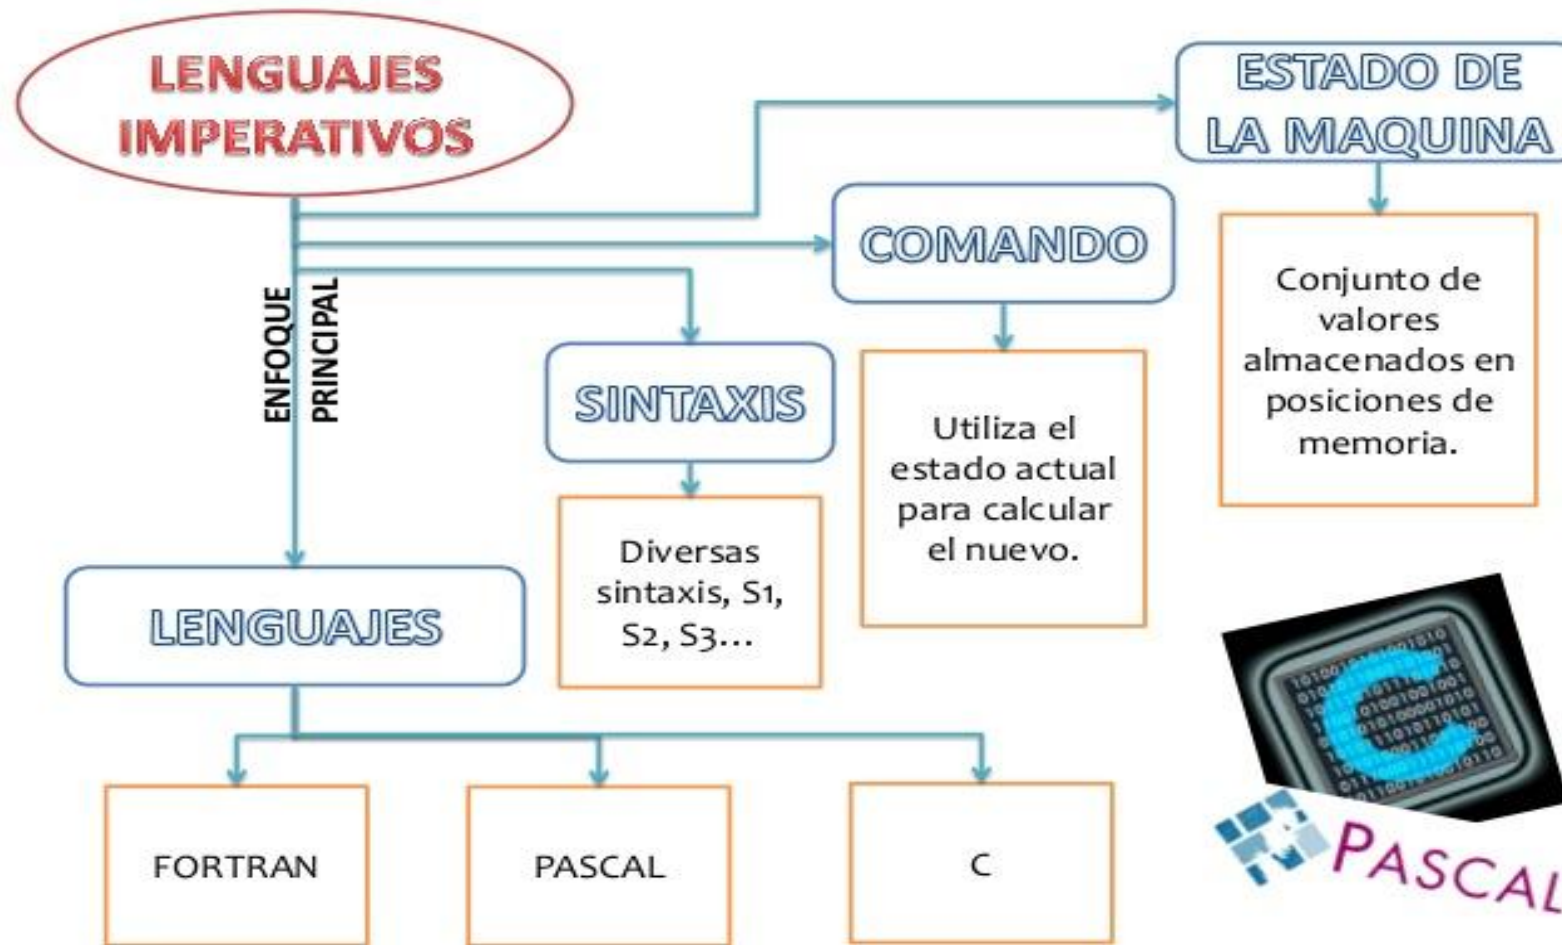 LENGUAJES
IMPERATIVOS
ESTADO DE
LA MAQUINA
Conjunto de
valores
almacenados en
posiciones de
memoria.
COMANDO
Utiliza el
estado actual
para calcular
el nuevo.
SINTAXIS
Diversas
sintaxis, S1,
S2, S3...
ENFOQUE
PRINCIPAL
LENGUAJES
FORTRAN
PASCAL
C
C
PASCAL